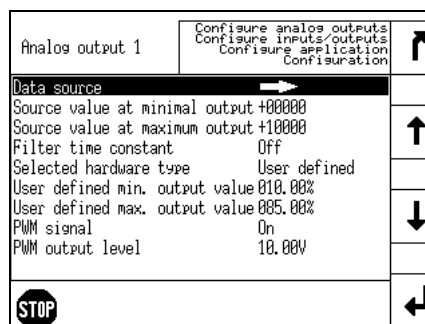 Analog output 1
Configure analog outputs
Configure inputs/outputs
Configure application
Configuration
Data source
Source value at minimal output +00000
Source value at maximum output +10000
Filter time constant Off
Selected hardware type User defined
User defined min. output value 010.00%
User defined max. output value 085.00%
PWM signal On
PWM output level 10.00V
STOP